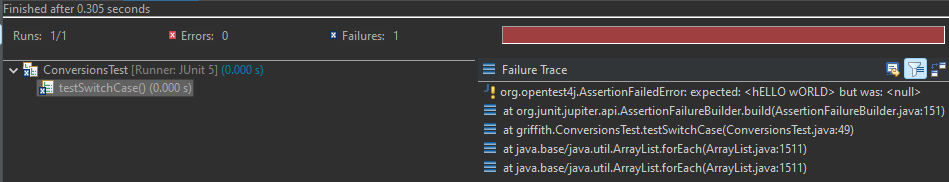 Finished after 0.305 seconds
Runs: 1/1 Errors: 0 Failures: 1
ConversionsTest [Runner: JUnit 5] (0.000 s)
testSwitchCase() (0.000 s)
Failure Trace
org.opentest4j.AssertionFailedError: expected: <hELLO wORLD> but was: <null>
at org.junit.jupiter.api.AssertionFailureBuilder.build(AssertionFailureBuilder.java:151)
at griffith.ConversionsTest.testSwitchCase(ConversionsTest.java:49)
at java.base/java.util.ArrayList.forEach(ArrayList.java:1511)
at java.base/java.util.ArrayList.forEach(ArrayList.java:1511)